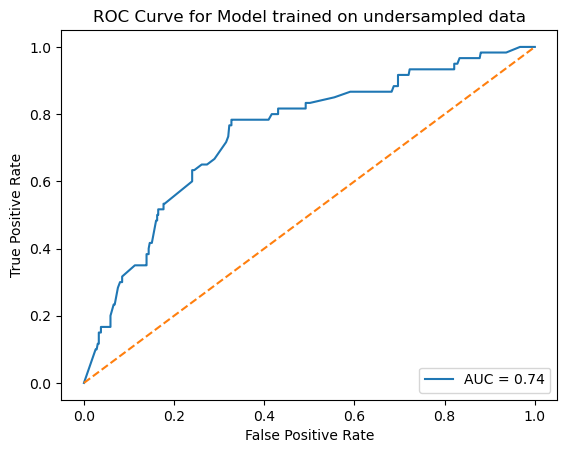 ROC Curve for Model trained on undersampled data
True Positive Rate
1.0
0.8
0.6
0.4
0.2
0.0
AUC = 0.74
0.0 0.2 0.4 0.6 0.8 1.0
False Positive Rate